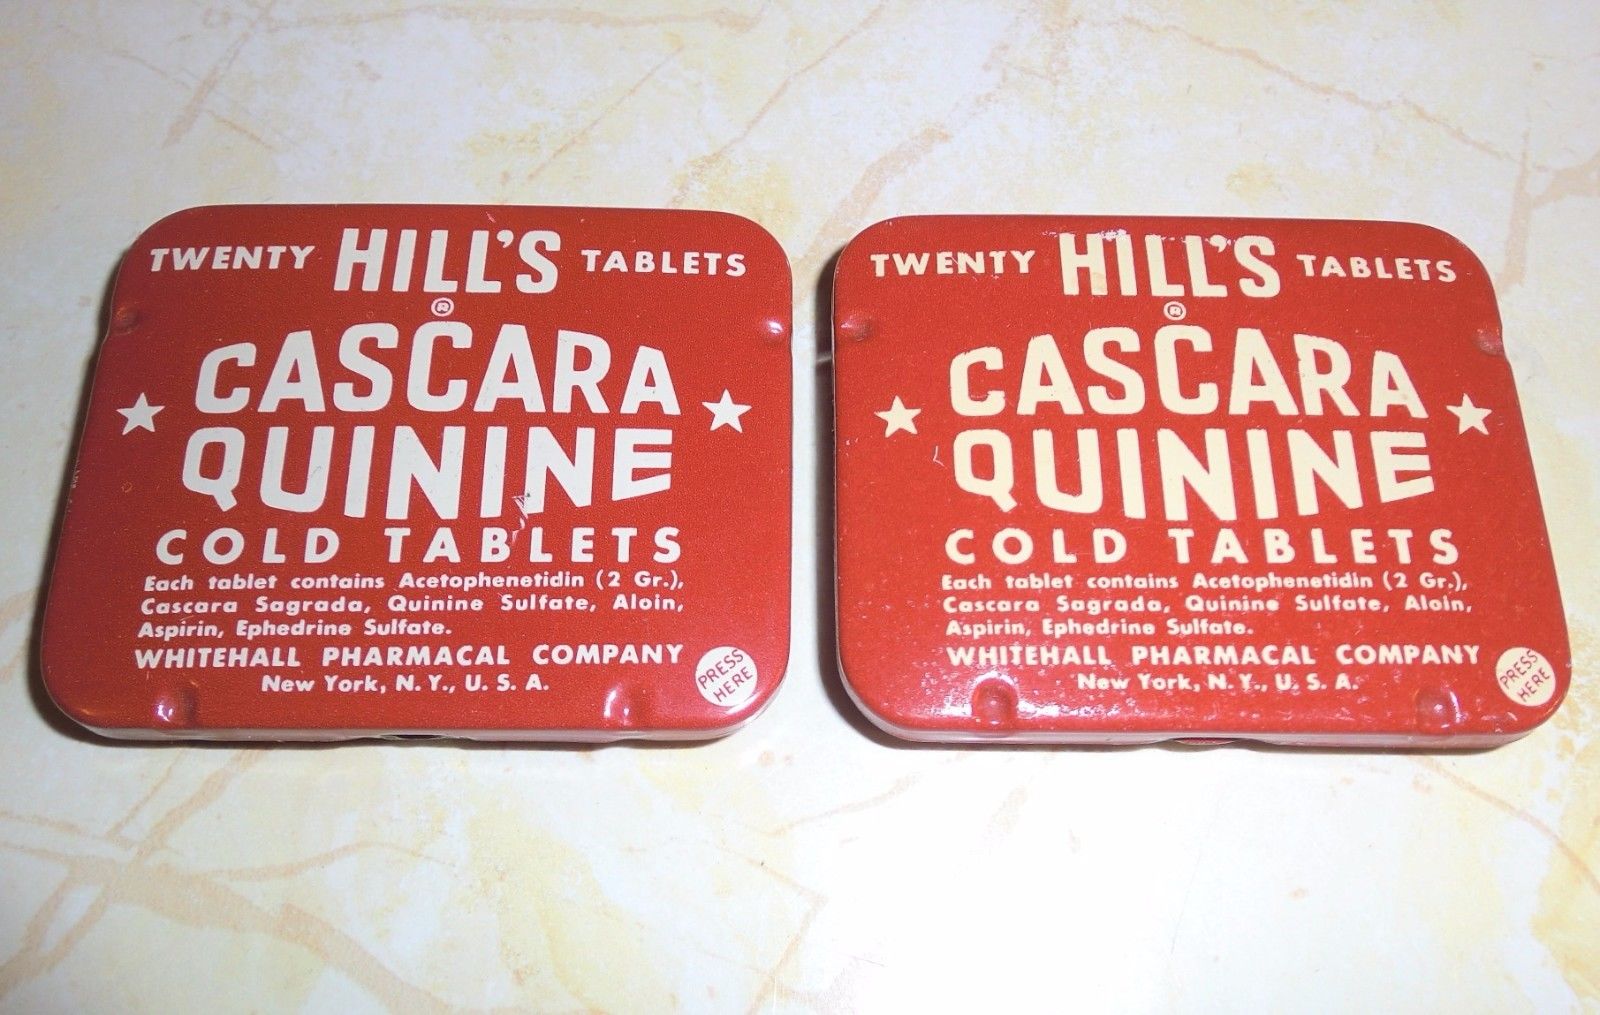 TWENTY HILL'S TABLETS
®
CASCARA
QUININE
COLD TABLETS
Each tablet contains Acetophenetidin (2 Gr.),
Cascara Sagrada, Quinine Sulfate, Aloin,
Aspirin, Ephedrine Sulfate.
WHITEHALL PHARMACAL COMPANY
New York, N. Y., U. S. A.
PRESS
HERE
TWENTY HILL'S TABLETS
®
CASCARA
QUININE
COLD TABLETS
Each tablet contains Acetophenetidin (2 Gr.),
Cascara Sagrada, Quinine Sulfate, Aloin,
Aspirin, Ephedrine Sulfate.
WHITEHALL PHARMACAL COMPANY
New York, N. Y., U. S. A.
PRESS
HERE